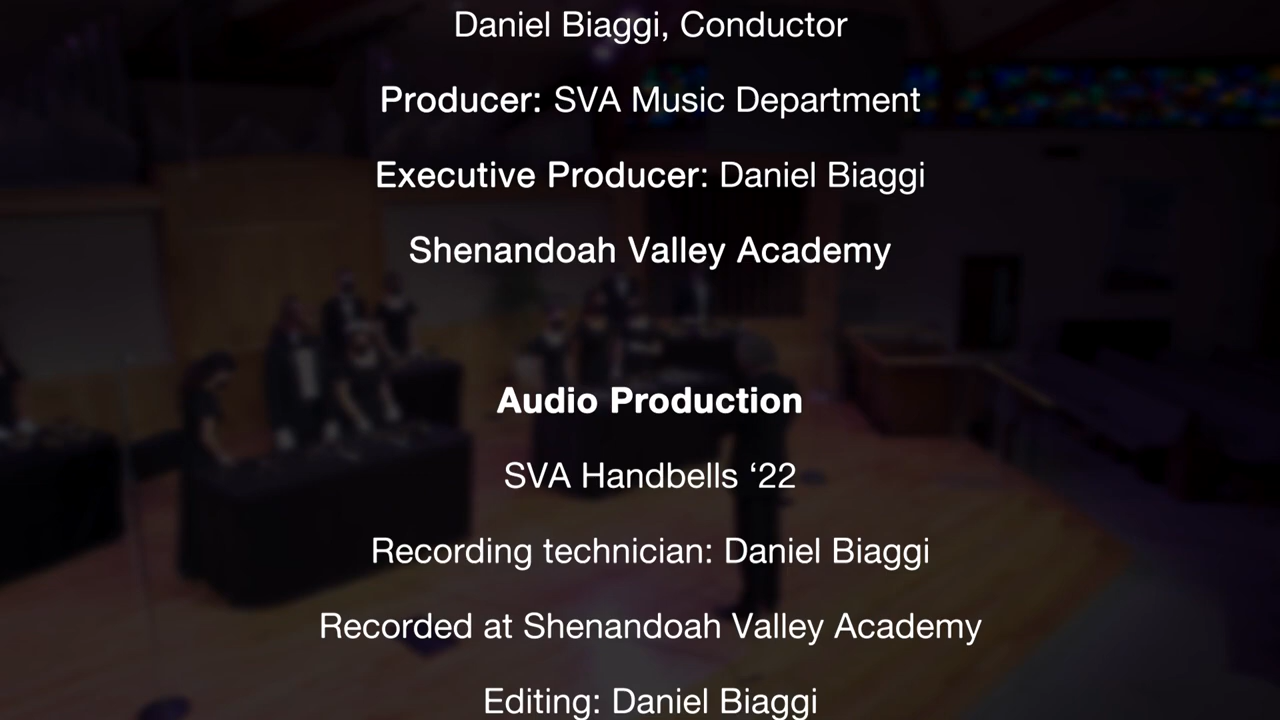 Daniel Biaggi, Conductor
Producer: SVA Music Department
Executive Producer: Daniel Biaggi
Shenandoah Valley Academy
Audio Production
SVA Handbells ‘22
Recording technician: Daniel Biaggi
Recorded at Shenandoah Valley Academy
Editing: Daniel Biaggi